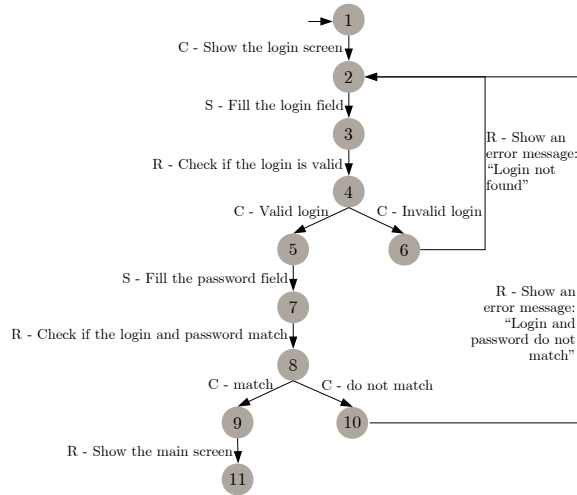 1
C - Show the login screen
2
S - Fill the login field
3
R - Show an
error message:
“Login not
found”
R - Check if the login is valid
4
C - Valid login
C - Invalid login
5
6
S - Fill the password field
7
R - Show an
error message:
“Login and
password do not
match”
R - Check if the login and password match
8
C - match
C - do not match
9
10
R - Show the main screen
11